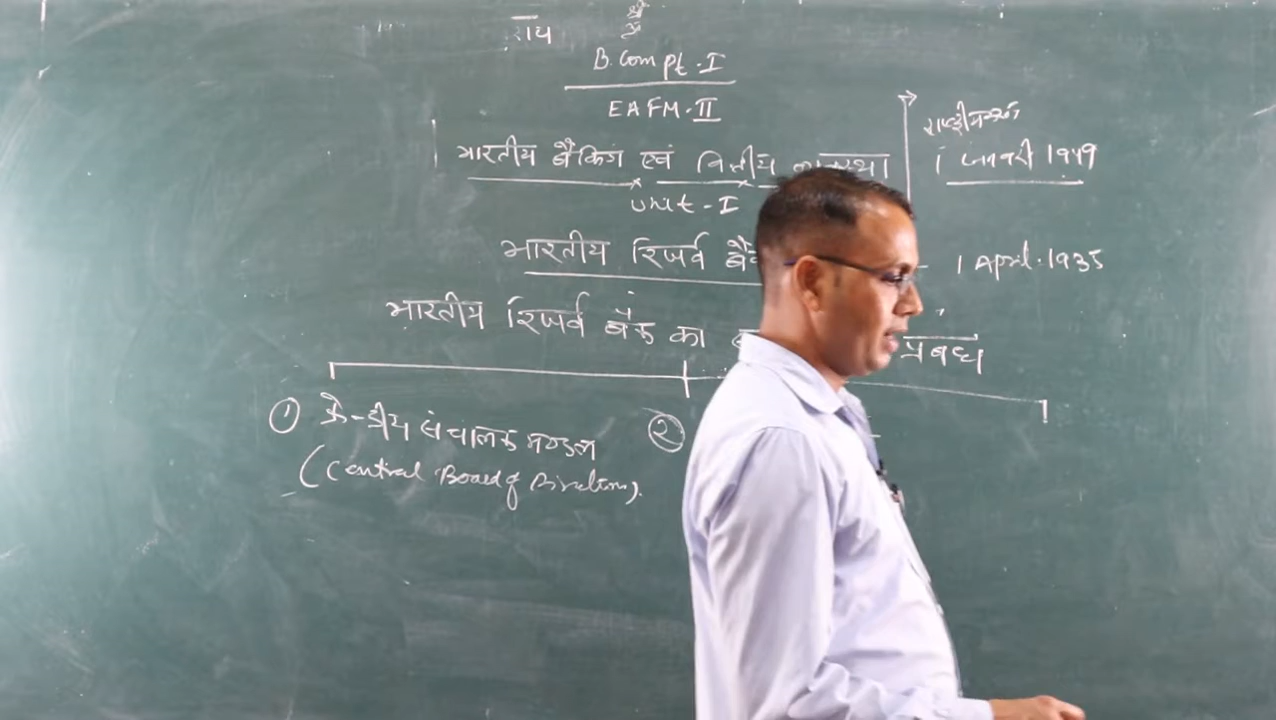 श्री
B.Com pt. I
EAFM-II
भारतीय बैंकिंग एवं वित्तीय
Unit-I
राष्ट्रीयकरण
1 जनवरी 1949
भारतीय रिजर्व
1 April.1935
भारतीय रिजर्व बैंक का प्रबन्ध
① केन्द्रीय संचालक मण्डल
(Central Board of Directors).
②